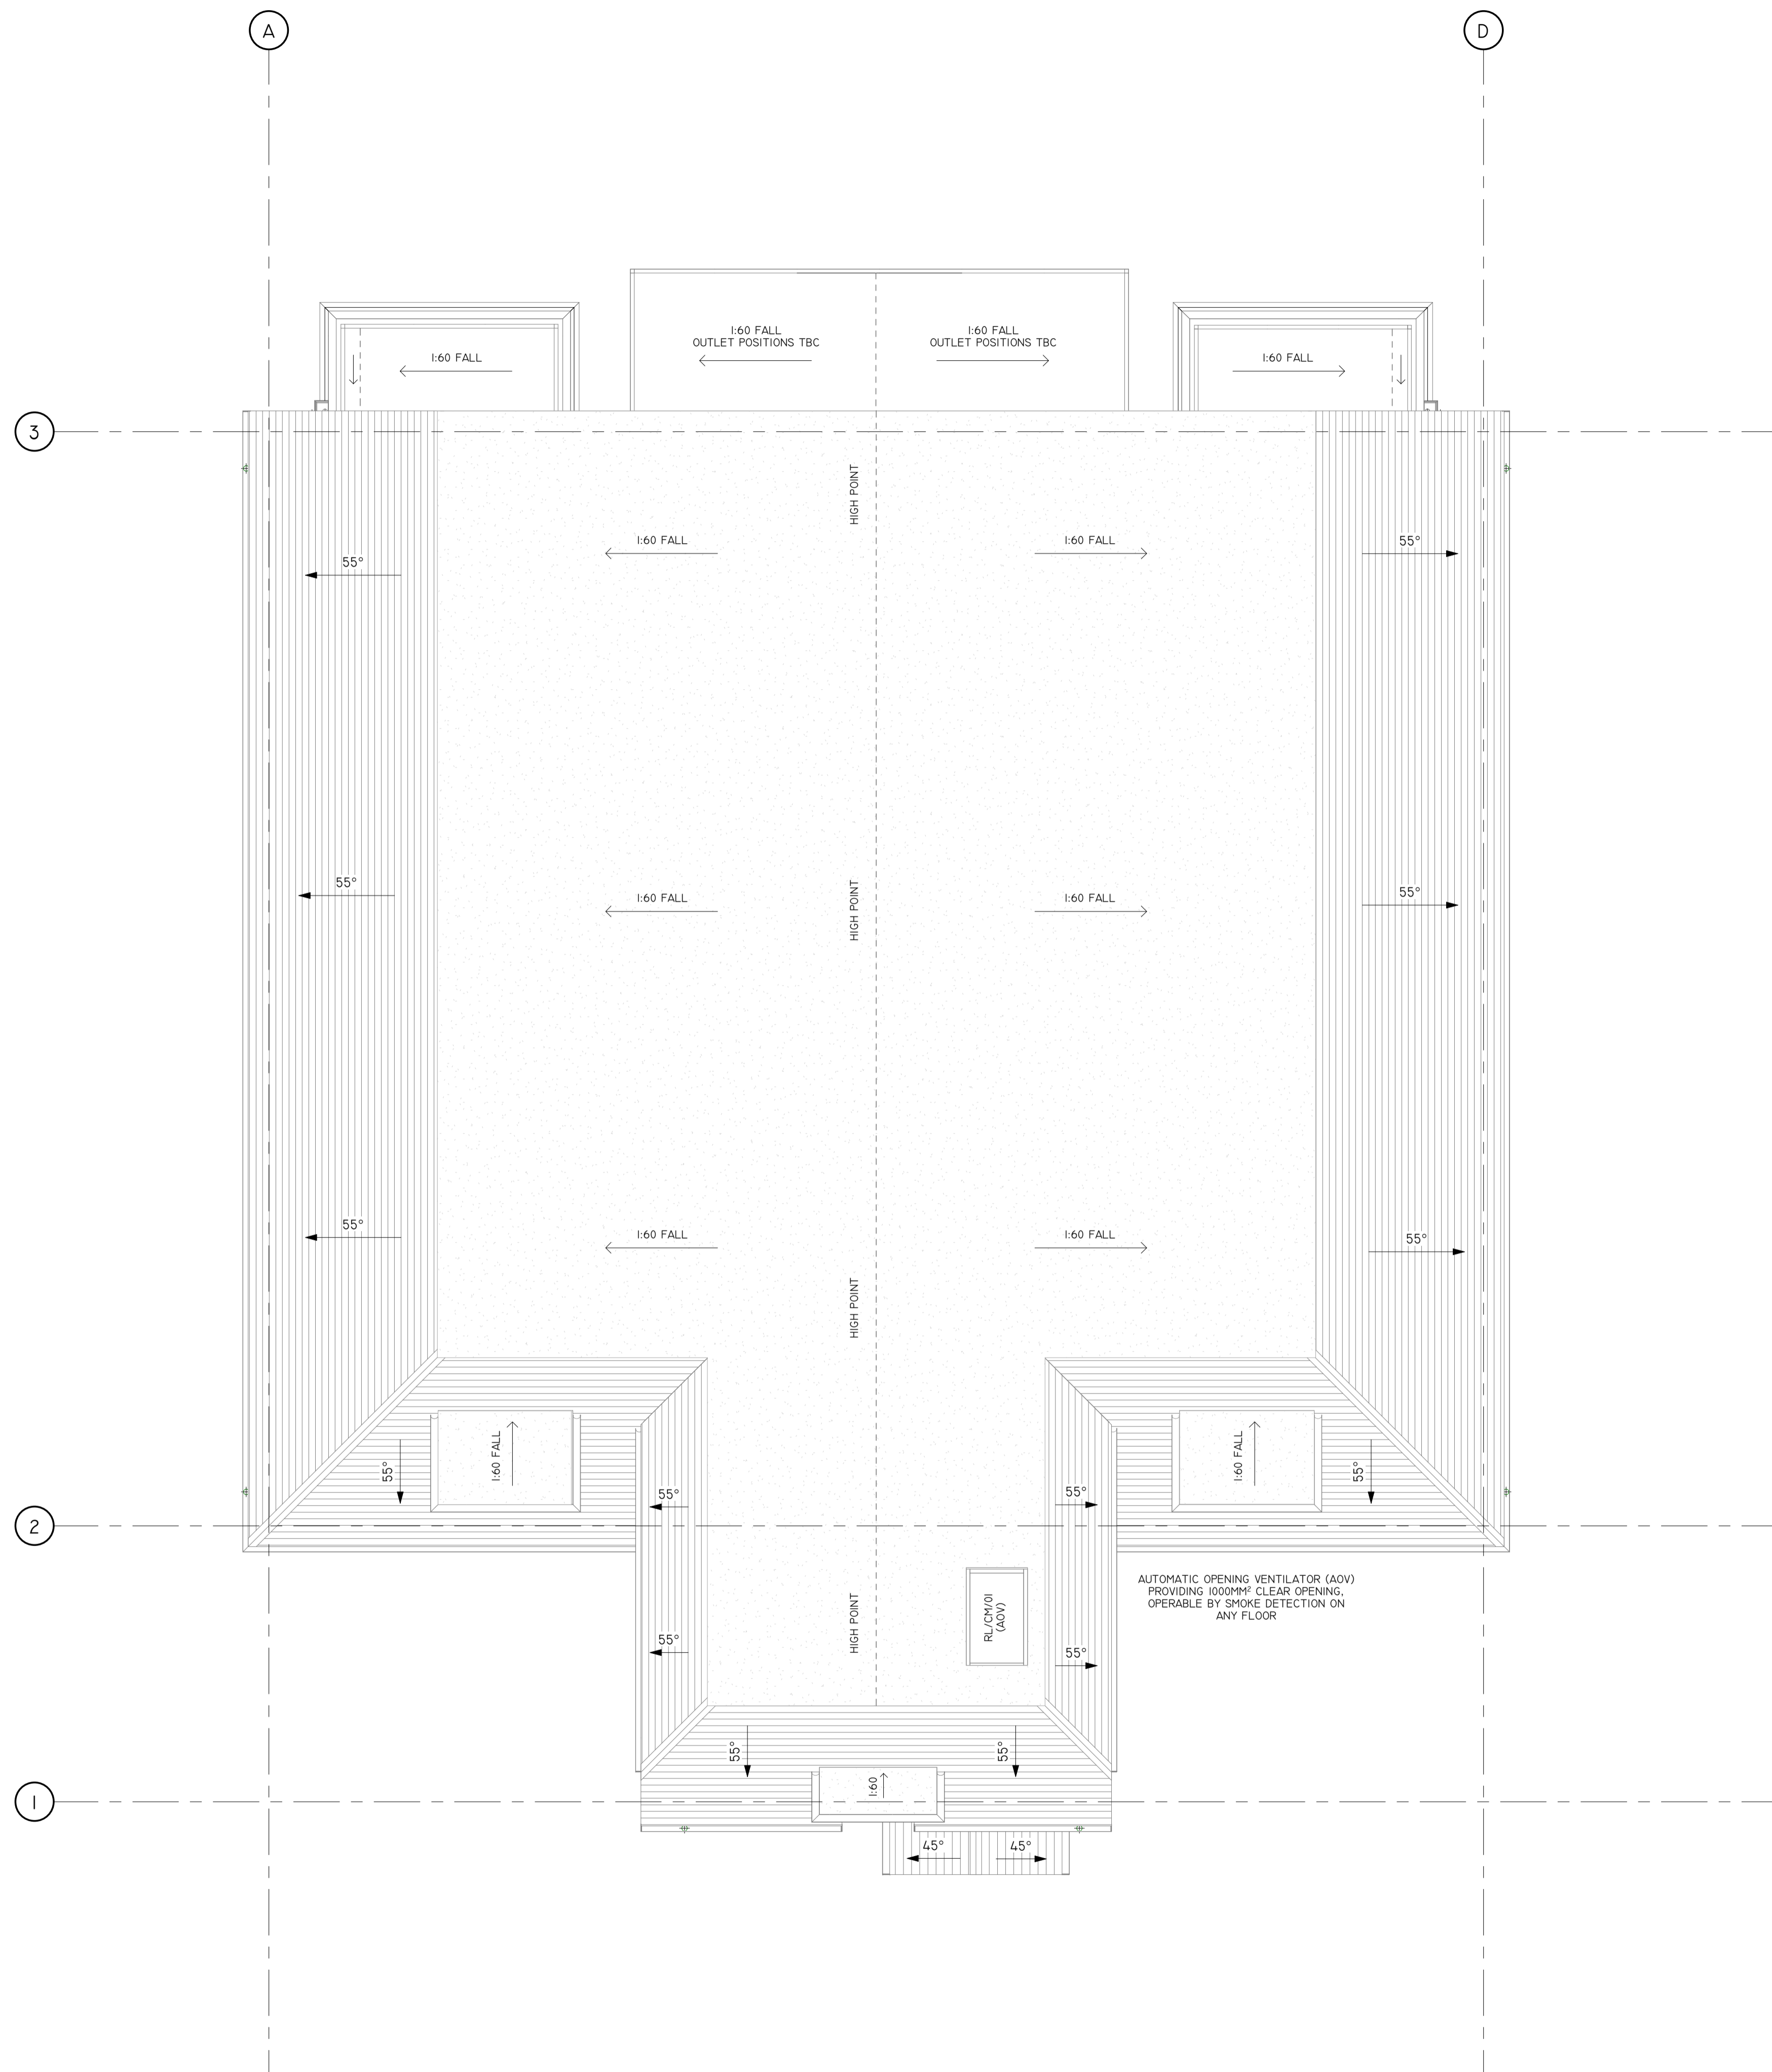 A
D
1:60 FALL
OUTLET POSITIONS TBC
1:60 FALL
OUTLET POSITIONS TBC
1:60 FALL
1:60 FALL
3
HIGH POINT
55°
1:60 FALL
1:60 FALL
55°
55°
1:60 FALL
HIGH POINT
1:60 FALL
55°
55°
1:60 FALL
HIGH POINT
1:60 FALL
55°
55°
1:60 FALL
55°
55°
1:60 FALL
55°
2
HIGH POINT
RL/CM/01
(AOV)
AUTOMATIC OPENING VENTILATOR (AOV)
PROVIDING 1000MM² CLEAR OPENING,
OPERABLE BY SMOKE DETECTION ON
ANY FLOOR
55°
55°
55°
55°
1
1:60
45°
45°